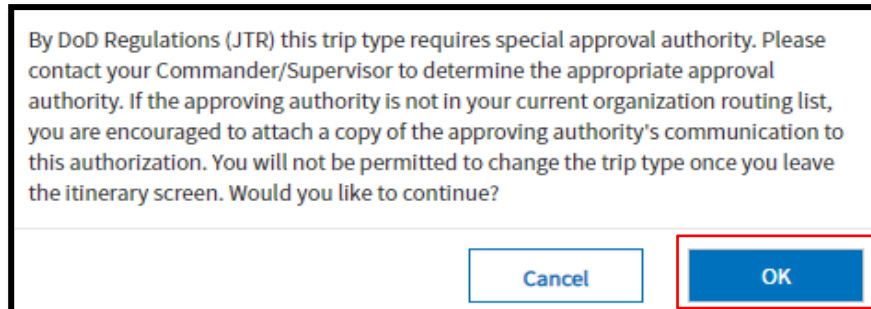 By DoD Regulations (JTR) this trip type requires special approval authority. Please
contact your Commander/Supervisor to determine the appropriate approval
authority. If the approving authority is not in your current organization routing list,
you are encouraged to attach a copy of the approving authority's communication to
this authorization. You will not be permitted to change the trip type once you leave
the itinerary screen. Would you like to continue?
Cancel
OK